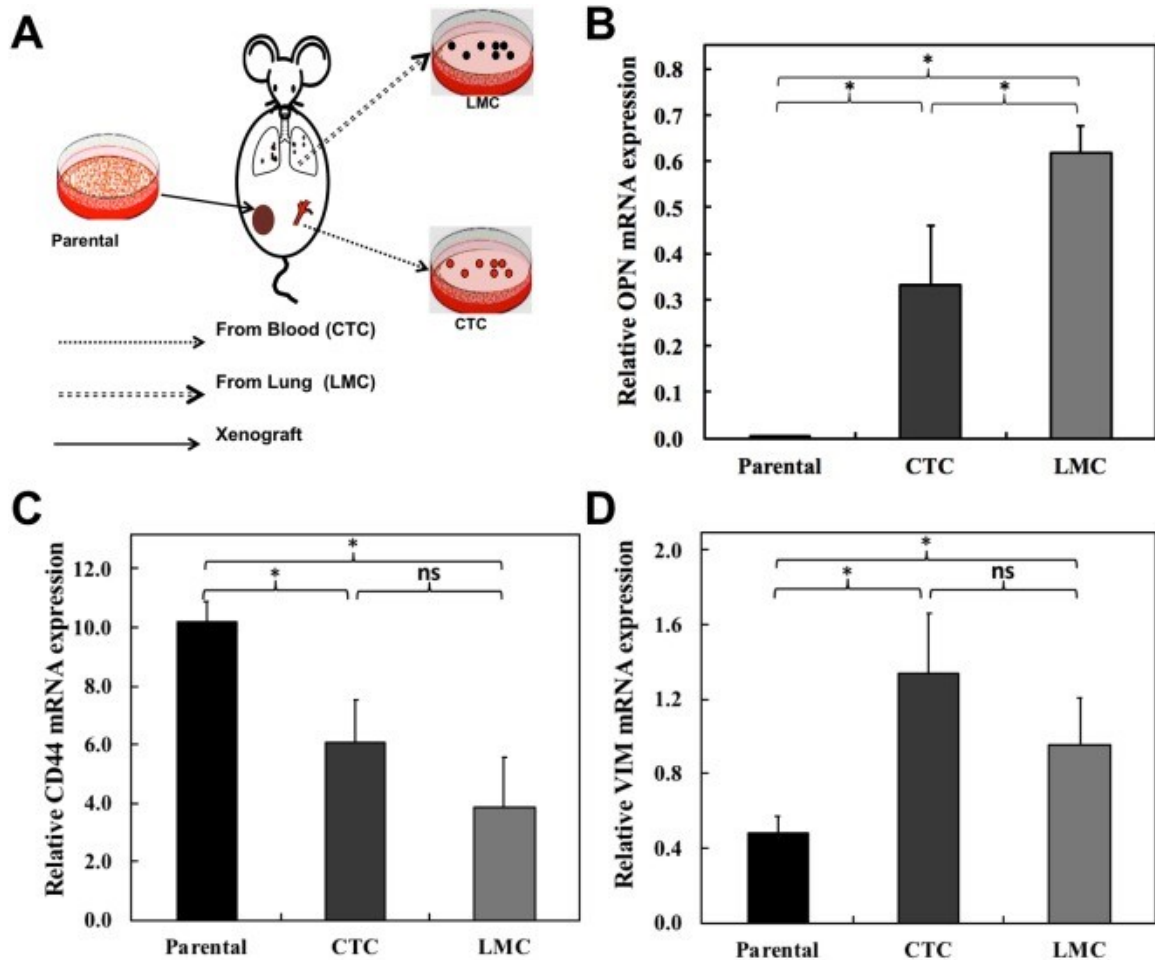 A
LMC
Parental
CTC
From Blood (CTC)
From Lung (LMC)
Xenograft
B
Relative OPN mRNA expression
0.8
0.7
0.6
0.5
0.4
0.3
0.2
0.1
0.0
*
*
*
Parental CTC LMC
C
Relative CD44 mRNA expression
12.0
10.0
8.0
6.0
4.0
2.0
0.0
*
*
ns
Parental CTC LMC
D
Relative VIM mRNA expression
2.0
1.6
1.2
0.8
0.4
0.0
*
*
ns
Parental CTC LMC